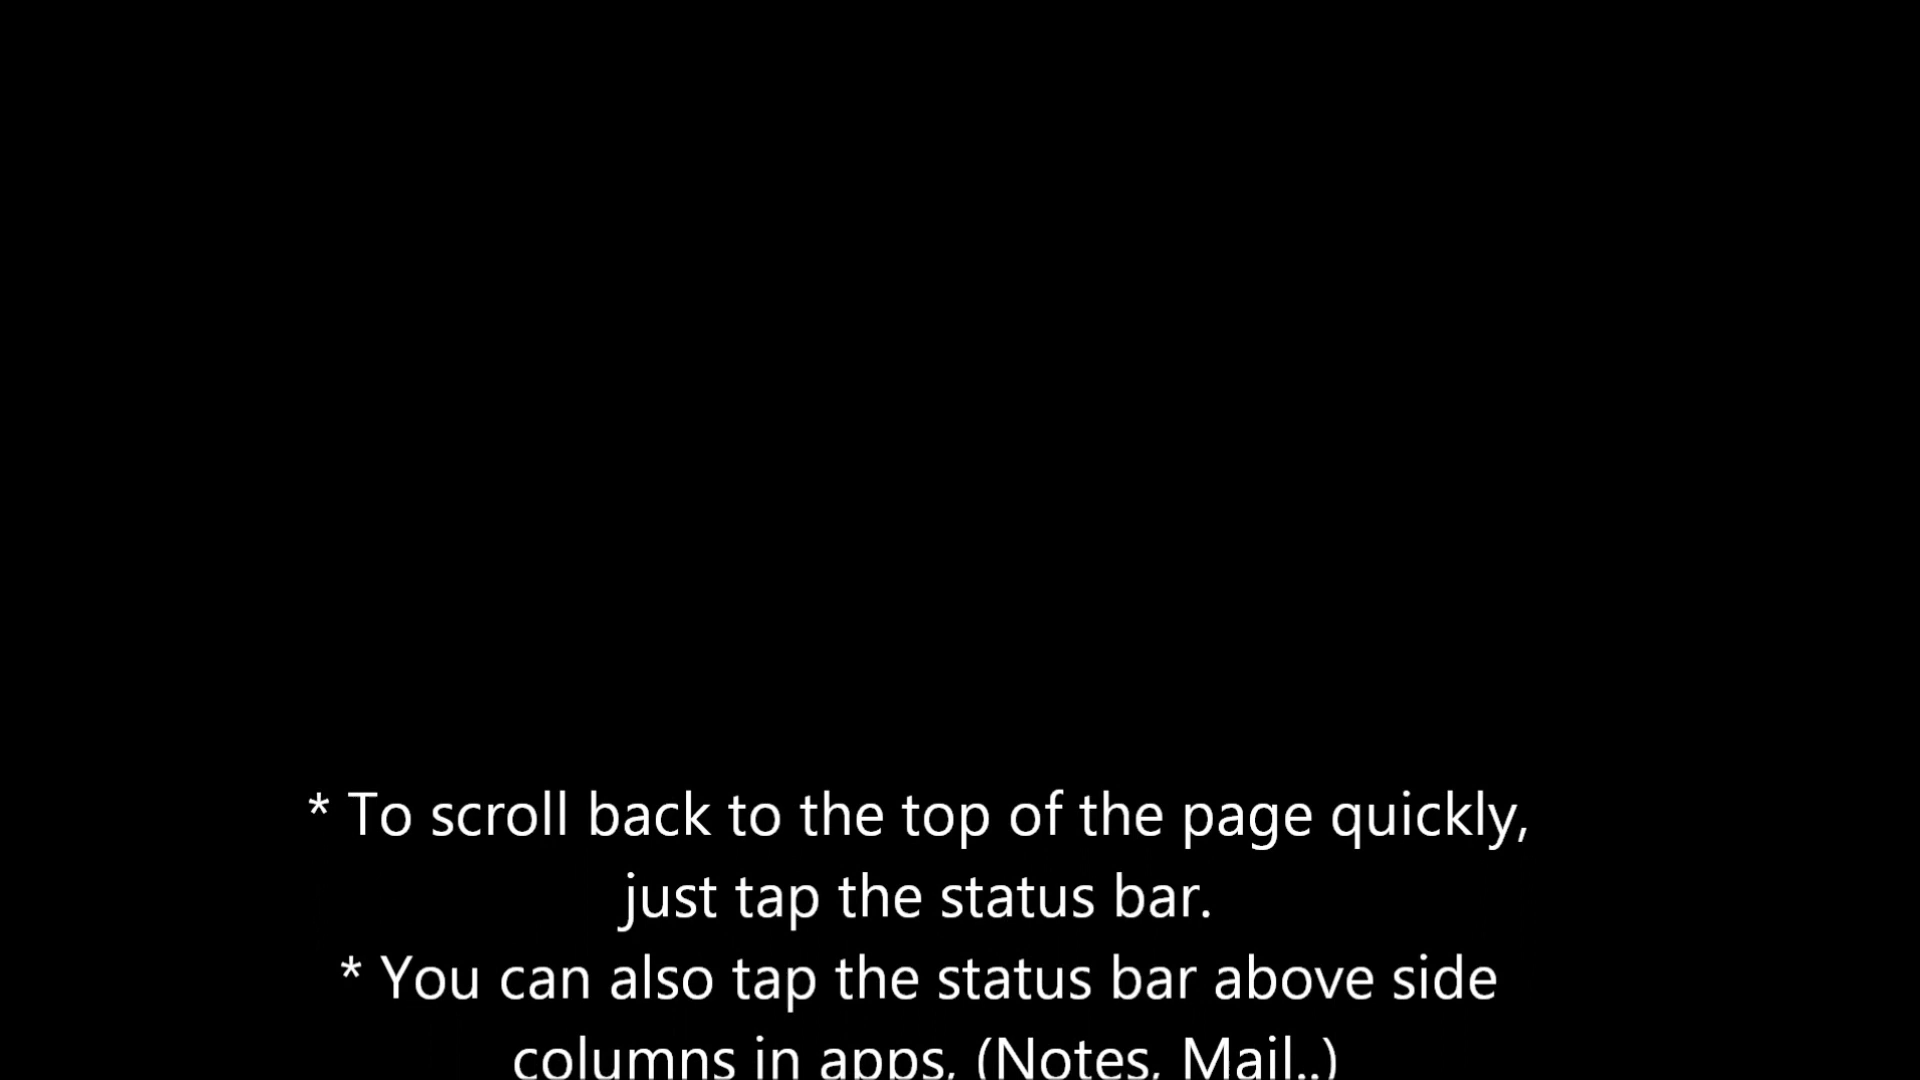 * To scroll back to the top of the page quickly,
just tap the status bar.
* You can also tap the status bar above side
columns in apps, (Notes, Mail..)